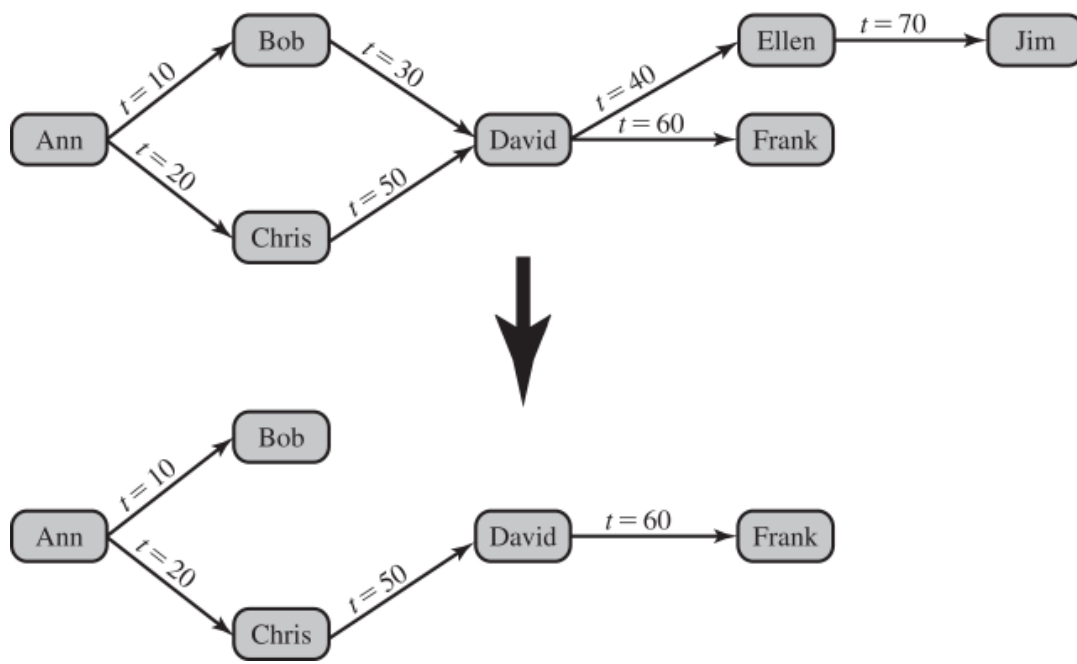 Bob
Ellen
t = 70
Jim
t = 10
t = 30
t = 40
Ann
David
t = 60
Frank
t = 20
t = 50
Chris
Bob
t = 10
Ann
David
t = 60
Frank
t = 20
t = 50
Chris